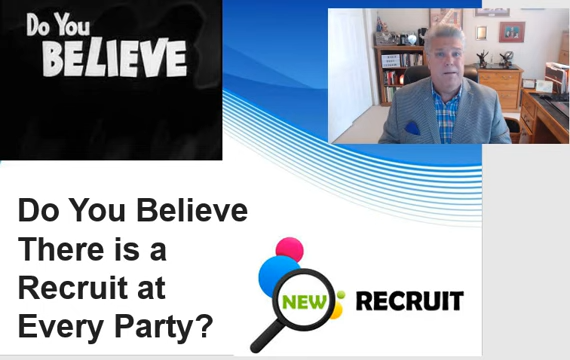 Do You
BELIEVE
Do You Believe
There is a
Recruit at
Every Party?
NEW RECRUIT